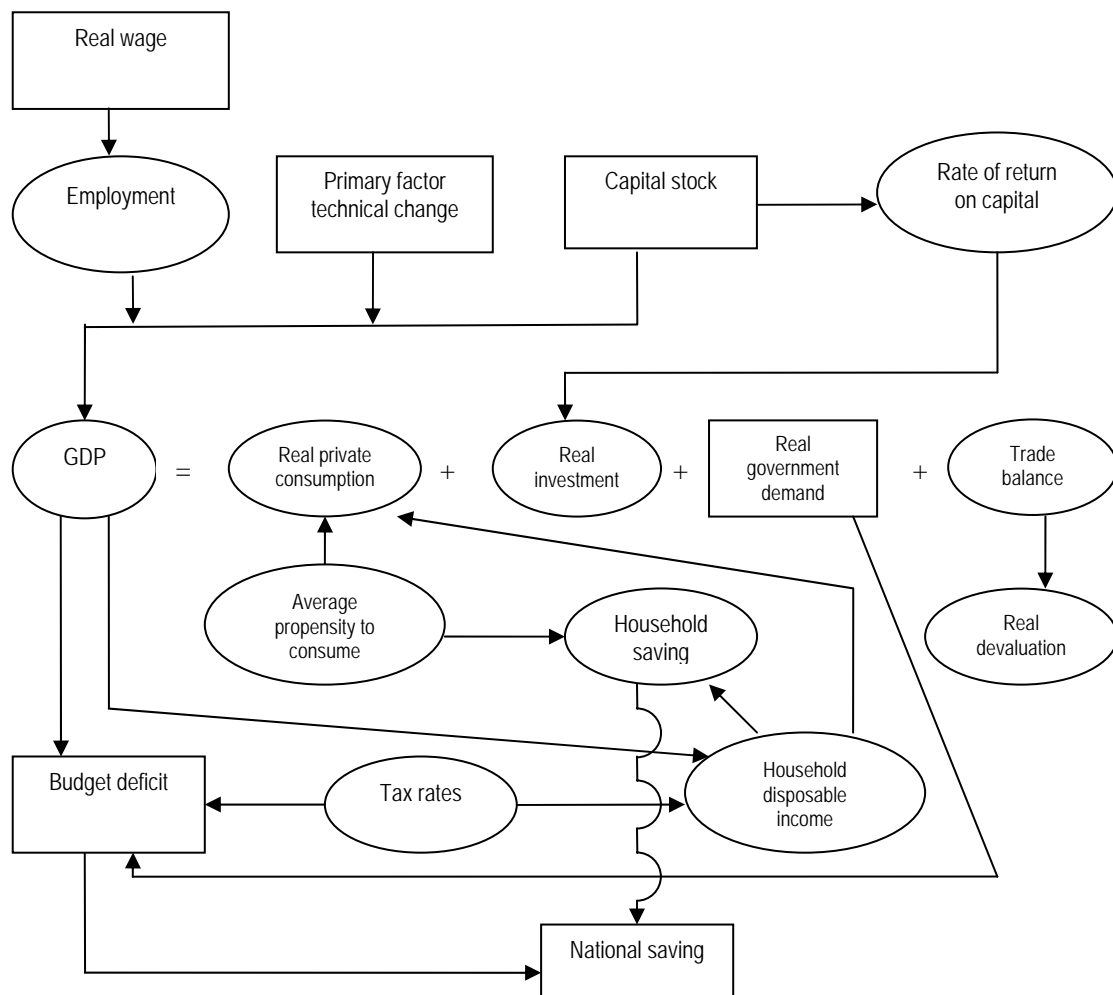 Real wage
Employment
Primary factor
technical change
Capital stock
Rate of return
on capital
GDP
=
Real private
consumption
+
Real
investment
+
Real
government
demand
+
Trade
balance
Average
propensity to
consume
Household
saving
Real
devaluation
Budget deficit
Tax rates
Household
disposable
income
National saving